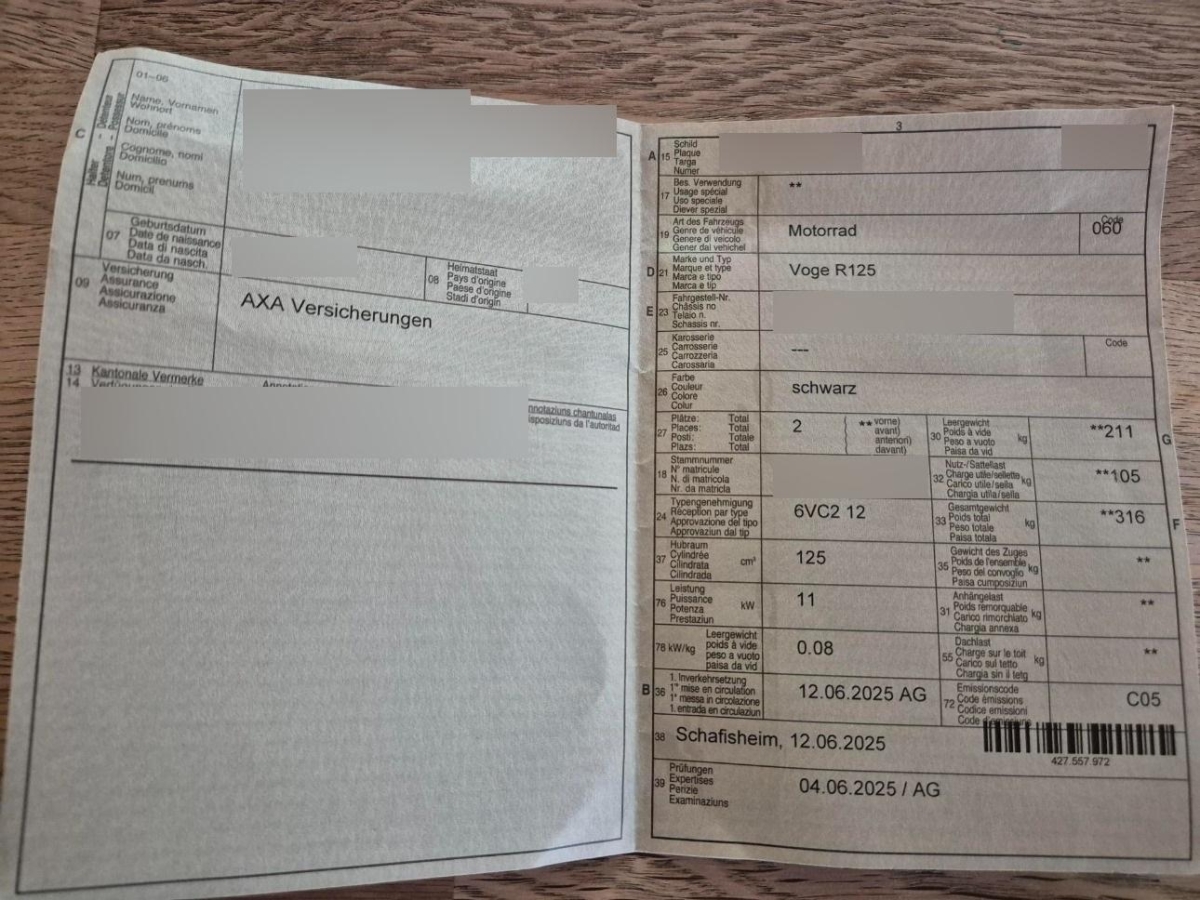 01-06
C
Halter
Détenteur
Detentore
Possessur
Name, Vornamen
Wohnort
Nom, prénoms
Domicile
Cognome, nomi
Domicilio
Num, prenums
Domicil
07
Geburtsdatum
Date de naissance
Data di nascita
Data da nasch.
08
Heimatstaat
Pays d'origine
Paese d'origine
Stadi d'origin
09
Versicherung
Assurance
Assicurazione
Assicuranza
AXA Versicherungen
13 Kantonale Vermerke
14
nnotaziuns chantunalas
isposiziuns da l'autoritad
3
A 15
Schild
Plaque
Targa
Numer
17
Bes. Verwendung
Usage spécial
Uso speciale
Diever spezial
**
19
Art des Fahrzeugs
Genre de véhicule
Genere di veicolo
Gener dal vehichel
Motorrad
Code
060
D 21
Marke und Typ
Marque et type
Marca e tipo
Marca e tip
Voge R125
E 23
Fahrgestell-Nr.
Châssis no
Telaio n.
Schassis nr.
25
Karosserie
Carrosserie
Carrozzeria
Carossaria
---
Code
26
Farbe
Couleur
Colore
Colur
schwarz
27
Plätze: Total
Places: Total
Posti: Totale
Plazs: Total
2
** vorne)
avant)
anteriori)
davant)
30
Leergewicht
Poids à vide
Peso a vuoto
Paisa da vid
kg
**211
G
18
Stammnummer
N° matricule
N. di matricola
Nr. da matricla
32
Nutz-/Sattellast
Charge utile/sellette
Carico utile/sella
Chargia utila/sella
kg
**105
24
Typengenehmigung
Réception par type
Approvazione del tipo
Approvaziun dal tip
6VC2 12
33
Gesamtgewicht
Poids total
Peso totale
Paisa totala
kg
**316
F
37
Hubraum
Cylindrée
Cilindrata
Cilindrada
cm³
125
35
Gewicht des Zuges
Poids de l'ensemble
Peso del convoglio
Paisa cumposiziun
kg
**
76
Leistung
Puissance
Potenza
Prestaziun
kW
11
31
Anhängelast
Poids remorquable
Carico rimorchiato
Chargia annexa
kg
**
78 kW/kg
Leergewicht
poids à vide
peso a vuoto
paisa da vid
0.08
55
Dachlast
Charge sur le toit
Carico sul tetto
Chargia sin il tetg
kg
**
B 36
1. Inverkehrsetzung
1re mise en circulation
1a messa in circolazione
1. entrada en circulaziun
12.06.2025 AG
72
Emissionscode
Code émissions
Codice emissioni
C05
38
Schafisheim, 12.06.2025
427 557 972
39
Prüfungen
Expertises
Perizie
Examinaziuns
04.06.2025 / AG